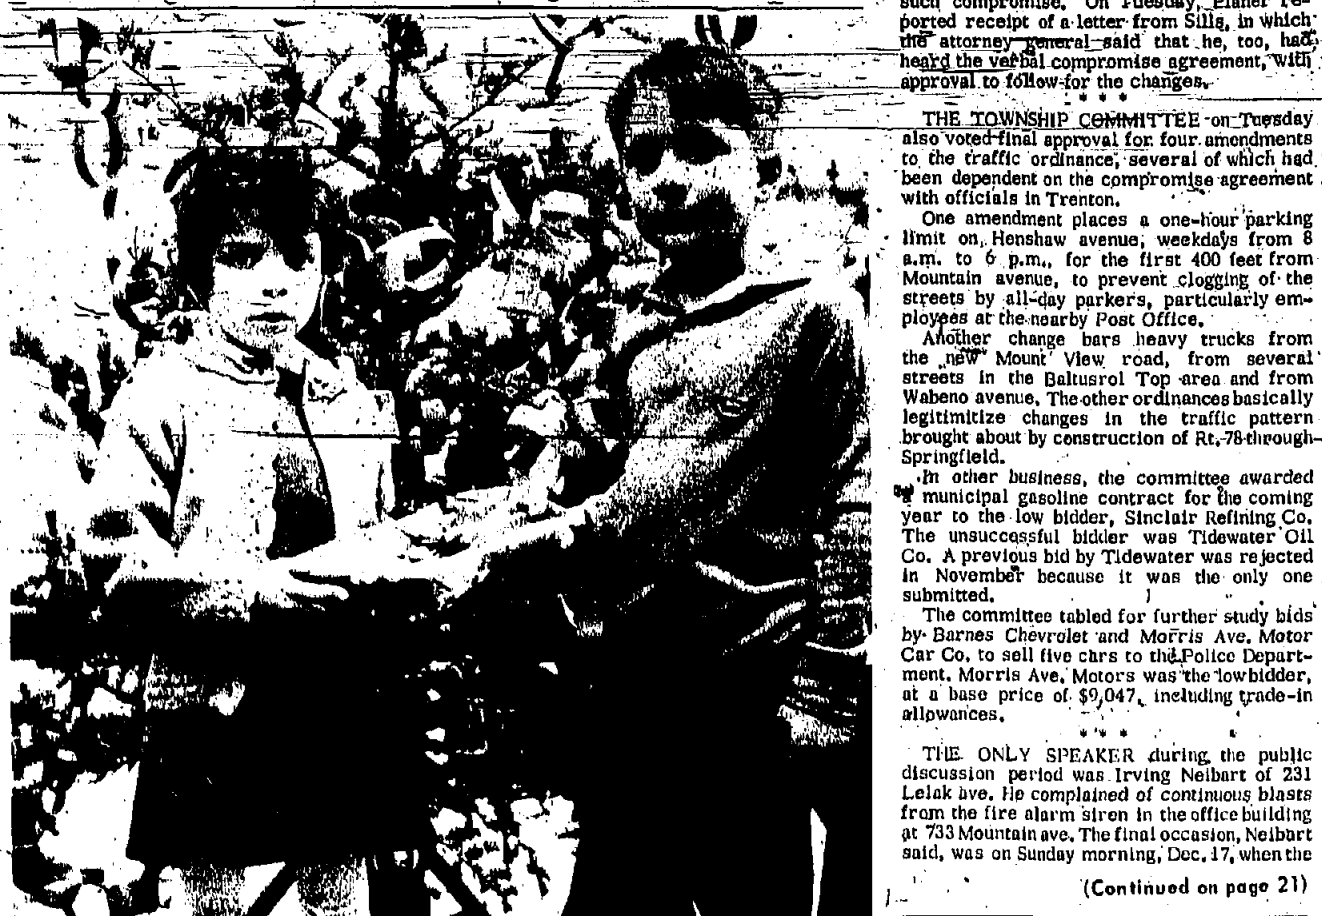 such compromise. On Tuesday, Planer re-
ported receipt of a letter from Sills, in which
the attorney general said that he, too, had
heard the verbal compromise agreement, with
approval to follow for the changes.
* * *
THE TOWNSHIP COMMITTEE on Tuesday
also voted final approval for four amendments
to the traffic ordinance, several of which had
been dependent on the compromise agreement
with officials in Trenton.
One amendment places a one-hour parking
limit on Henshaw avenue, weekdays from 8
a.m. to 6 p.m., for the first 400 feet from
Mountain avenue, to prevent clogging of the
streets by all-day parkers, particularly em-
ployees at the nearby Post Office.
Another change bars heavy trucks from
the new Mount View road, from several
streets in the Baltusrol Top area and from
Wabeno avenue. The other ordinances basically
legitimitize changes in the traffic pattern
brought about by construction of Rt. 78 through
Springfield.
In other business, the committee awarded
municipal gasoline contract for the coming
year to the low bidder, Sinclair Refining Co.
The unsuccessful bidder was Tidewater Oil
Co. A previous bid by Tidewater was rejected
in November because it was the only one
submitted.
The committee tabled for further study bids
by Barnes Chevrolet and Morris Ave. Motor
Car Co. to sell five cars to the Police Depart-
ment. Morris Ave. Motors was the low bidder,
at a base price of $9,047, including trade-in
allowances.
* * *
THE ONLY SPEAKER during the public
discussion period was Irving Neibart of 231
Lelak ave. He complained of continuous blasts
from the fire alarm siren in the office building
at 733 Mountain ave. The final occasion, Neibart
said, was on Sunday morning, Dec. 17, when the
(Continued on page 21)